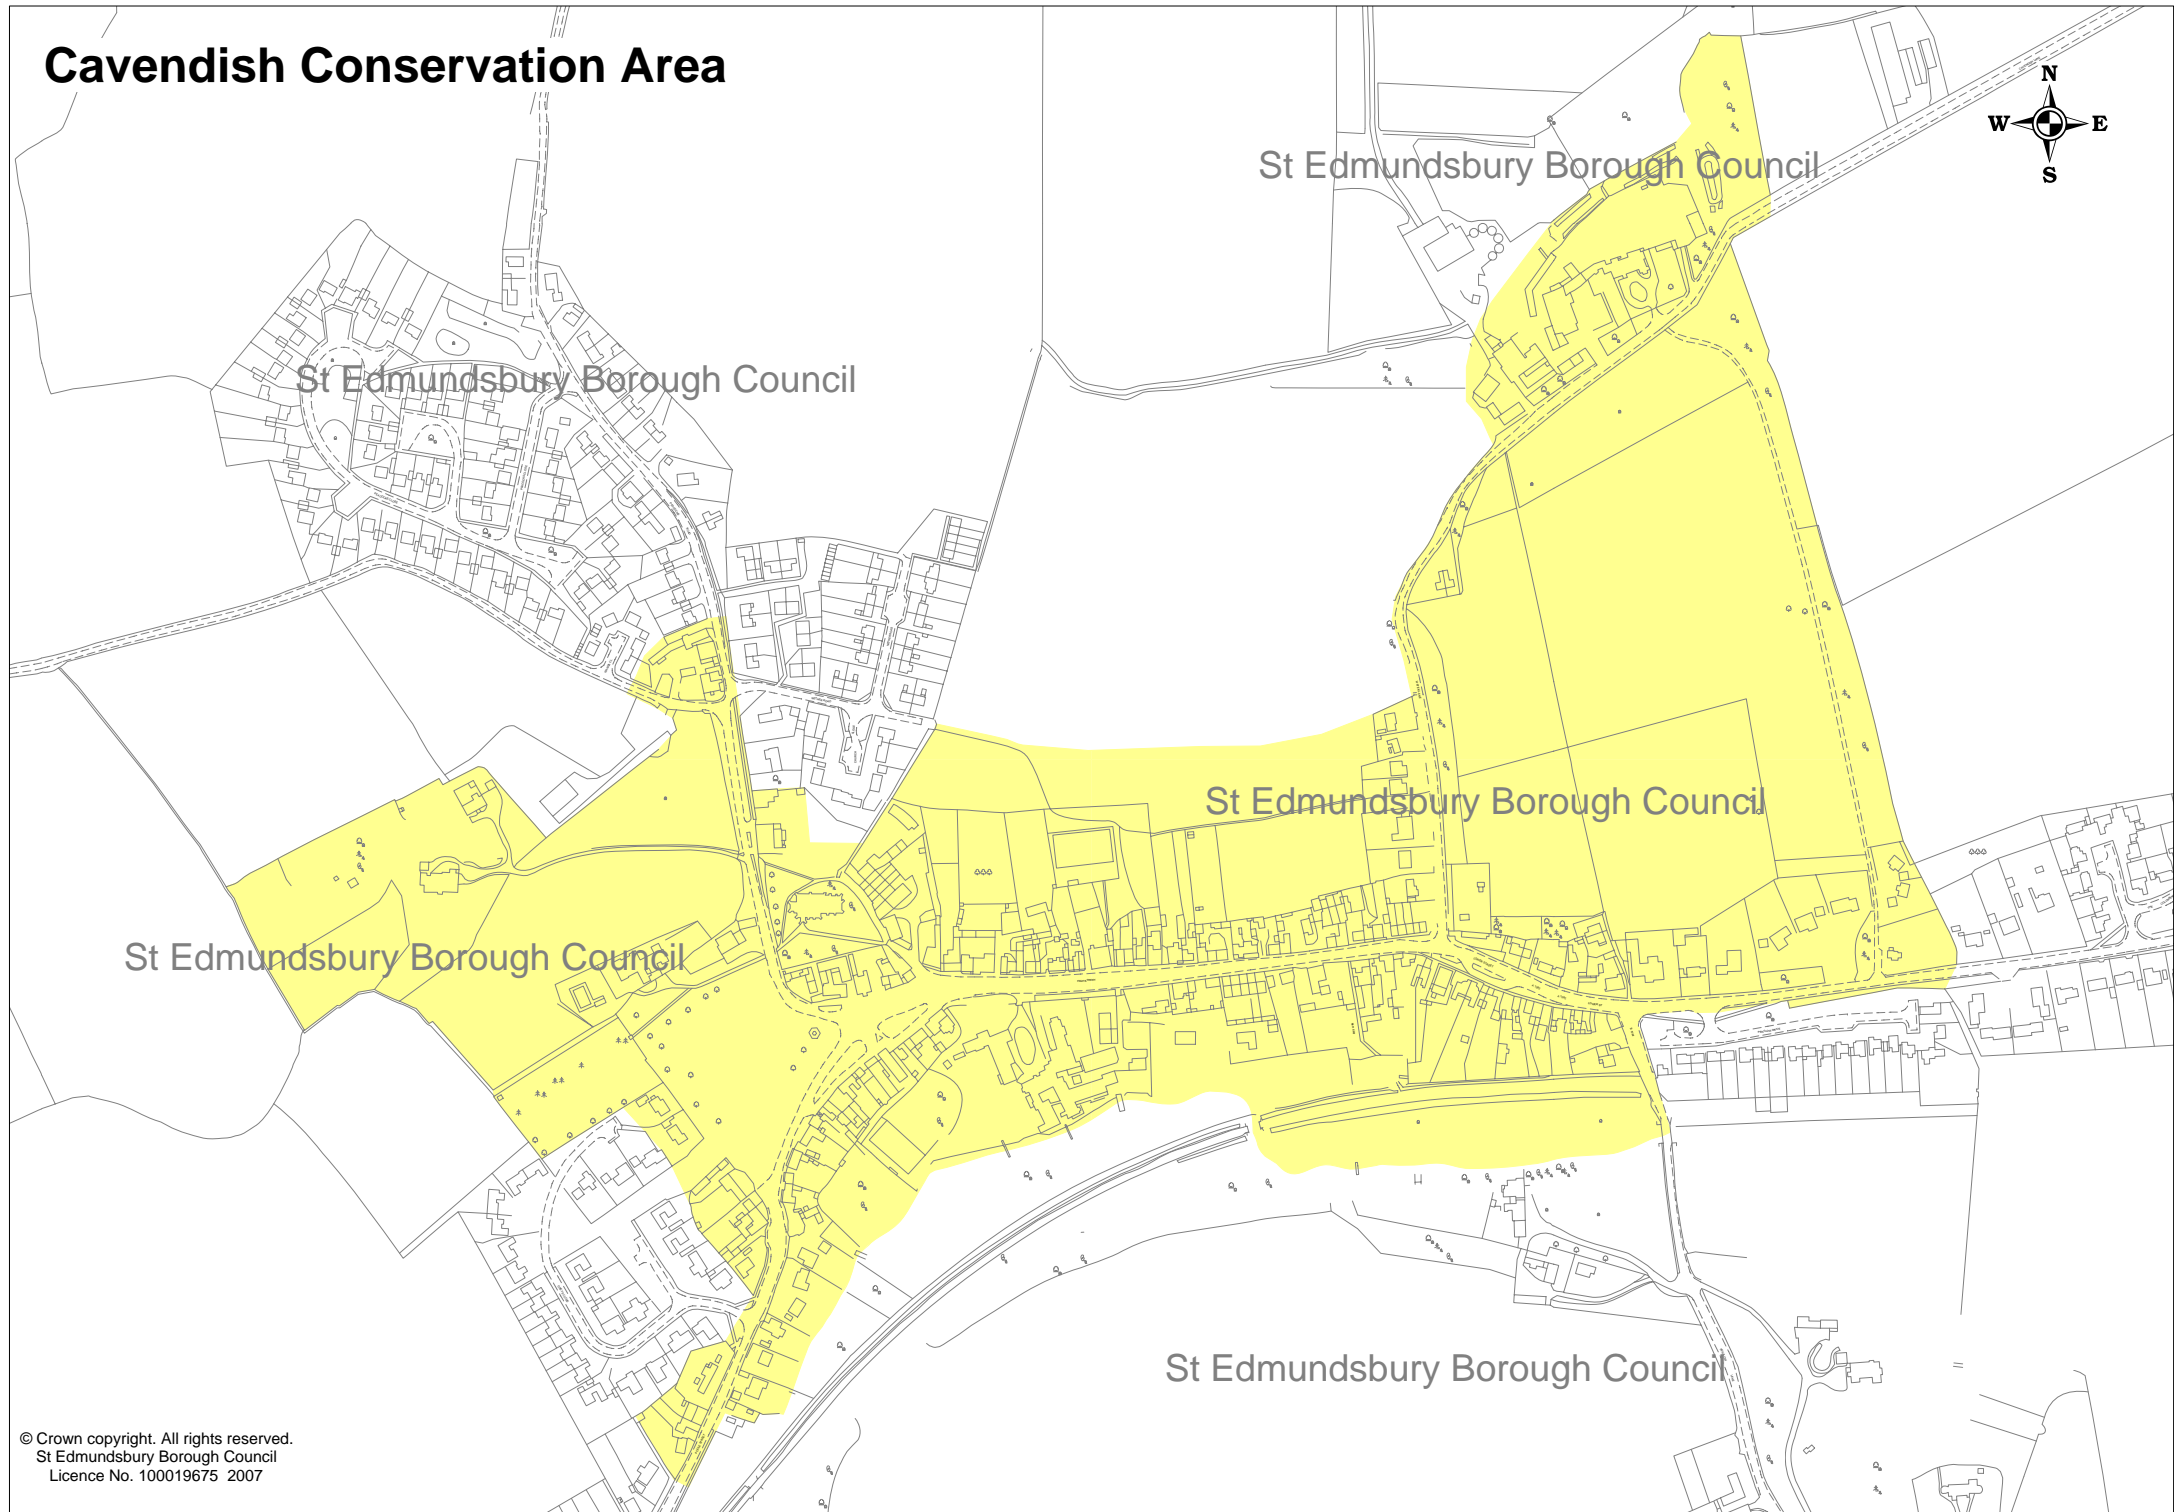 Cavendish Conservation Area
N
W E
S
St Edmundsbury Borough Council
St Edmundsbury Borough Council
St Edmundsbury Borough Council
St Edmundsbury Borough Council
St Edmundsbury Borough Council
© Crown copyright. All rights reserved.
St Edmundsbury Borough Council
Licence No. 100019675 2007